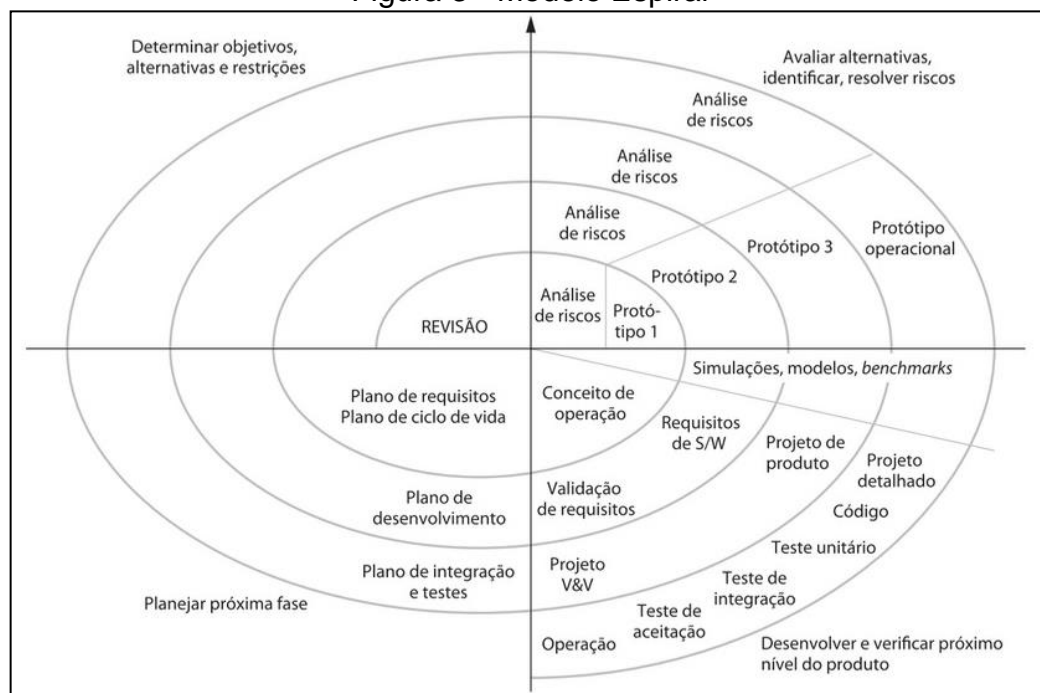 Determinar objetivos,
alternativas e restrições
Avaliar alternativas,
identificar, resolver riscos
Análise
de riscos
Análise
de riscos
Análise
de riscos
Análise
de riscos
Protótipo
operacional
Protótipo 3
Protótipo 2
Protó-
tipo 1
REVISÃO
Simulações, modelos, benchmarks
Plano de requisitos
Plano de ciclo de vida
Conceito de
operação
Requisitos
de S/W
Projeto de
produto
Projeto
detalhado
Código
Plano de
desenvolvimento
Validação
de requisitos
Teste unitário
Plano de integração
e testes
Projeto
V&V
Teste de
integração
Teste de
aceitação
Operação
Planejar próxima fase
Desenvolver e verificar próximo
nível do produto